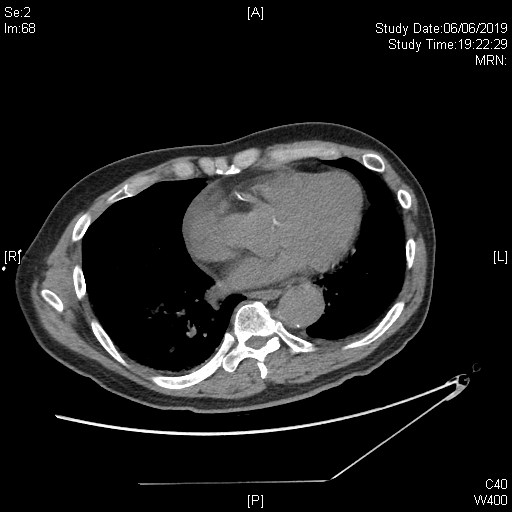 Se:2
Im:68
[A]
Study Date:06/06/2019
Study Time:19:22:29
MRN:
[R]
[L]
[P]
C40
W400